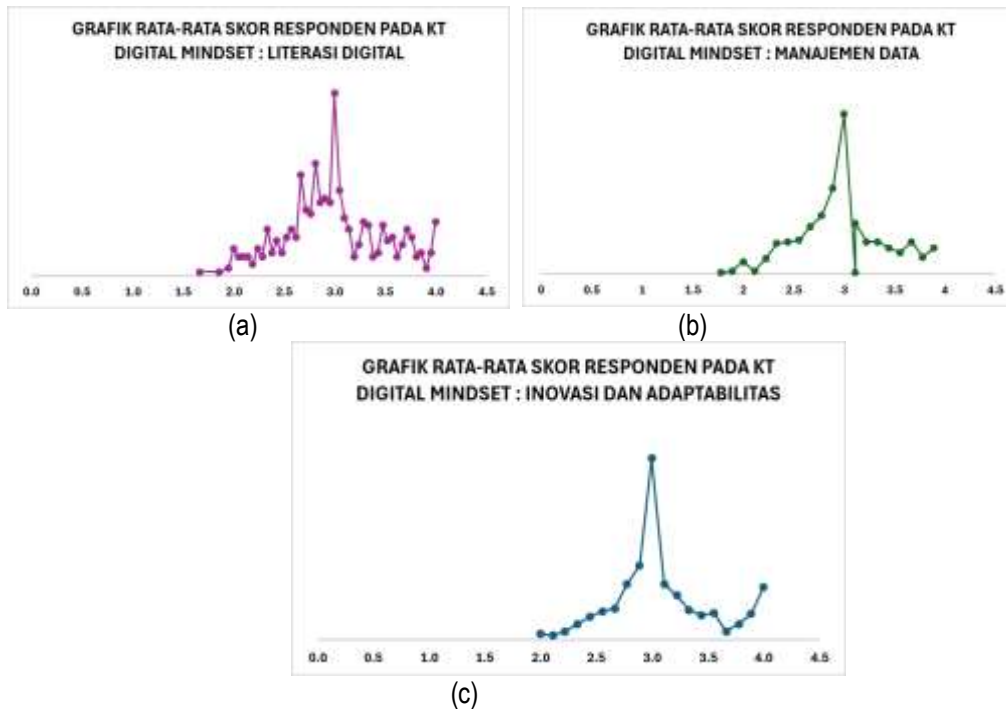 GRAFIK RATA-RATA SKOR RESPONDEN PADA KT
DIGITAL MINDSET : LITERASI DIGITAL
0.0 0.5 1.0 1.5 2.0 2.5 3.0 3.5 4.0 4.5
(a)
GRAFIK RATA-RATA SKOR RESPONDEN PADA KT
DIGITAL MINDSET : MANAJEMEN DATA
0 0.5 1 1.5 2 2.5 3 3.5 4 4.5
(b)
GRAFIK RATA-RATA SKOR RESPONDEN PADA KT
DIGITAL MINDSET : INOVASI DAN ADAPTABILITAS
0.0 0.5 1.0 1.5 2.0 2.5 3.0 3.5 4.0 4.5
(c)